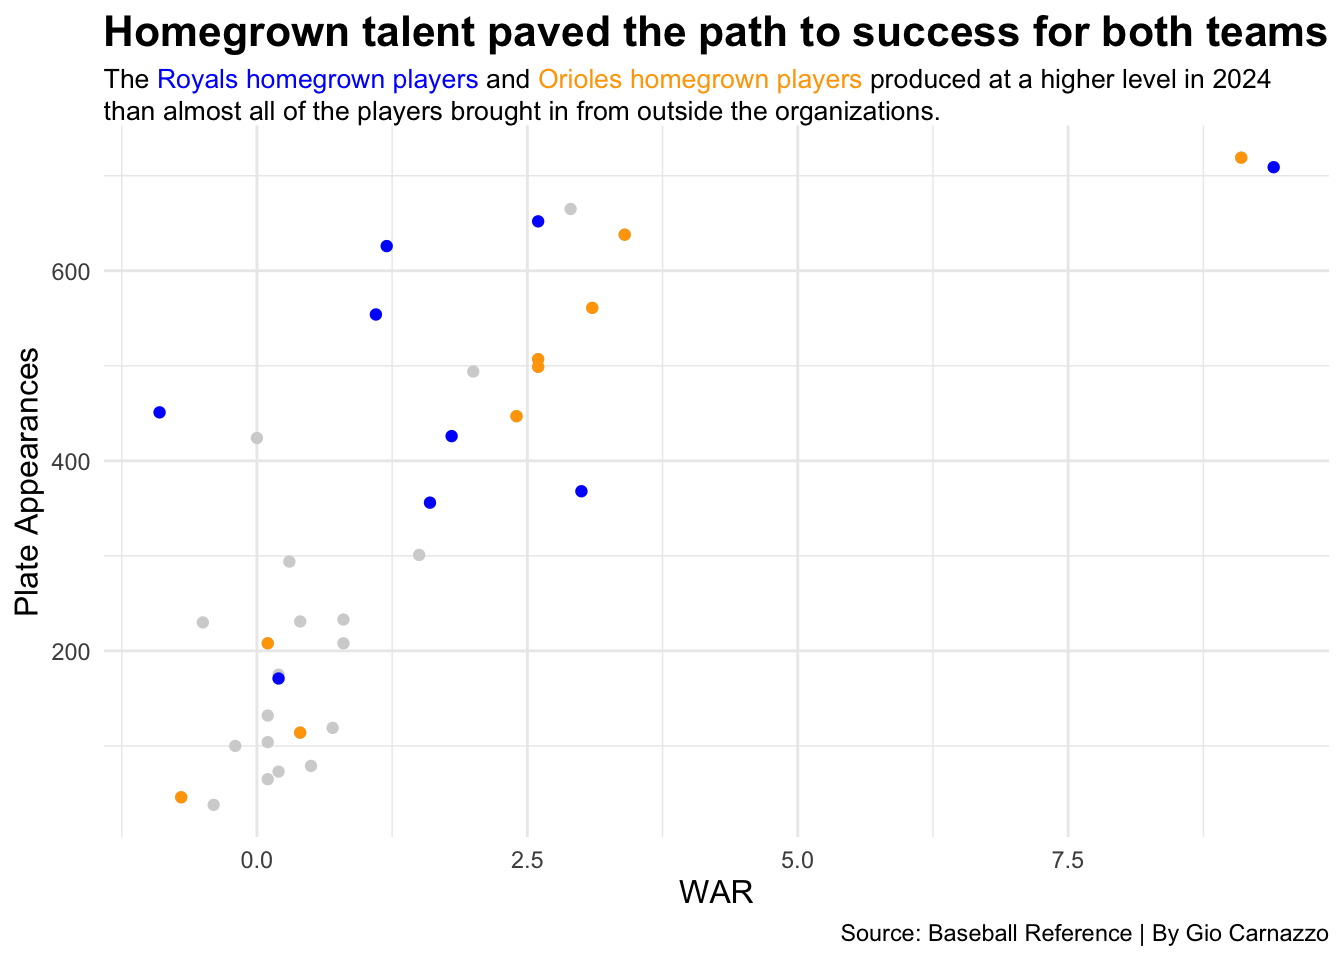 Homegrown talent paved the path to success for both teams
The Royals homegrown players and Orioles homegrown players produced at a higher level in 2024
than almost all of the players brought in from outside the organizations.
Plate Appearances
600
400
200
0.0 2.5 5.0 7.5
WAR
Source: Baseball Reference | By Gio Carnazzo